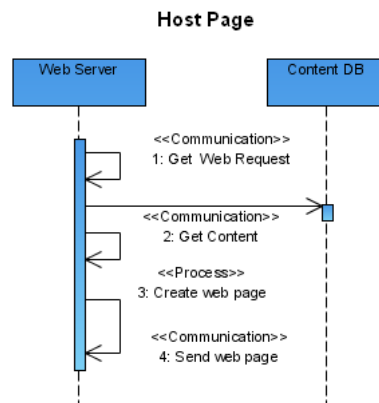 Host Page
Web Server
Content DB
<<Communication>>
1: Get Web Request
<<Communication>>
2: Get Content
<<Process>>
3: Create web page
<<Communication>>
4: Send web page